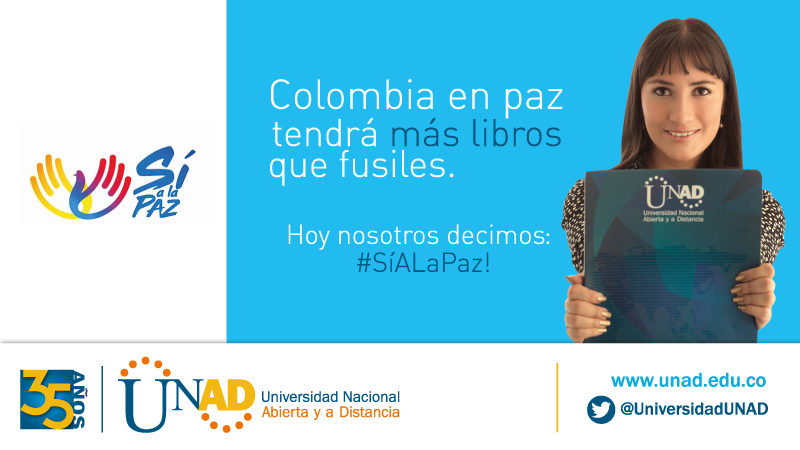 Colombia en paz
tendrá más libros
que fusiles.
Hoy nosotros decimos:
#SíALaPaz!
Sí
a la
PAZ
UNAD
Universidad Nacional
Abierta y a Distancia
35
AÑOS
UNAD
Universidad Nacional
Abierta y a Distancia
www.unad.edu.co
@UniversidadUNAD